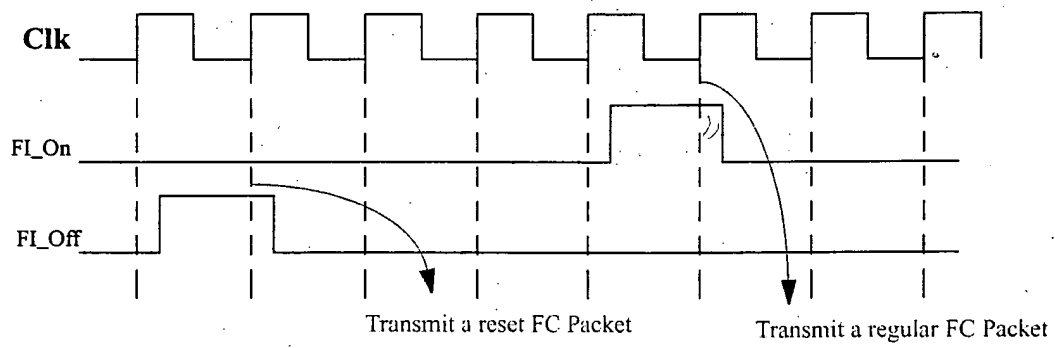 Clk
FI_On
FI_Off
Transmit a reset FC Packet
Transmit a regular FC Packet